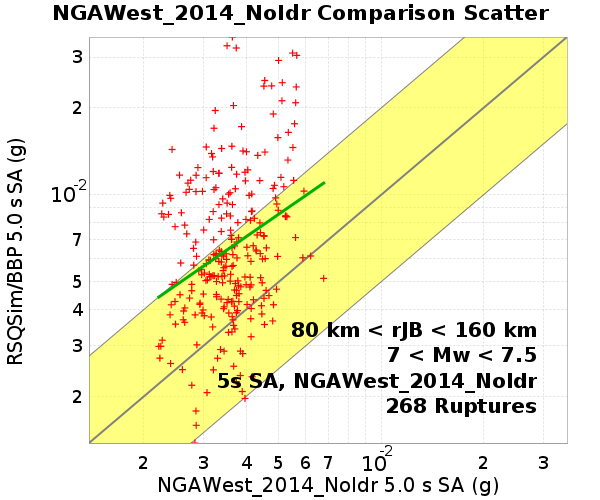 NGAWest_2014_NoIdr Comparison Scatter
RSQSim/BBP 5.0 s SA (g)
3
2
10-2
7
5
4
3
2
80 km < rJB < 160 km
7 < Mw < 7.5
5s SA, NGAWest_2014_NoIdr
268 Ruptures
2 3 4 5 6 7 10-2 2 3
NGAWest_2014_NoIdr 5.0 s SA (g)